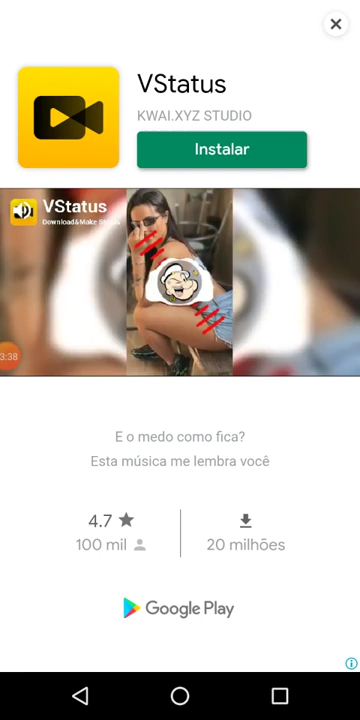 VStatus
KWAI.XYZ STUDIO
Instalar
VStatus
Download&Make Status
3:38
E o medo como fica?
Esta música me lembra você
4.7
100 mil
20 milhões
Google Play